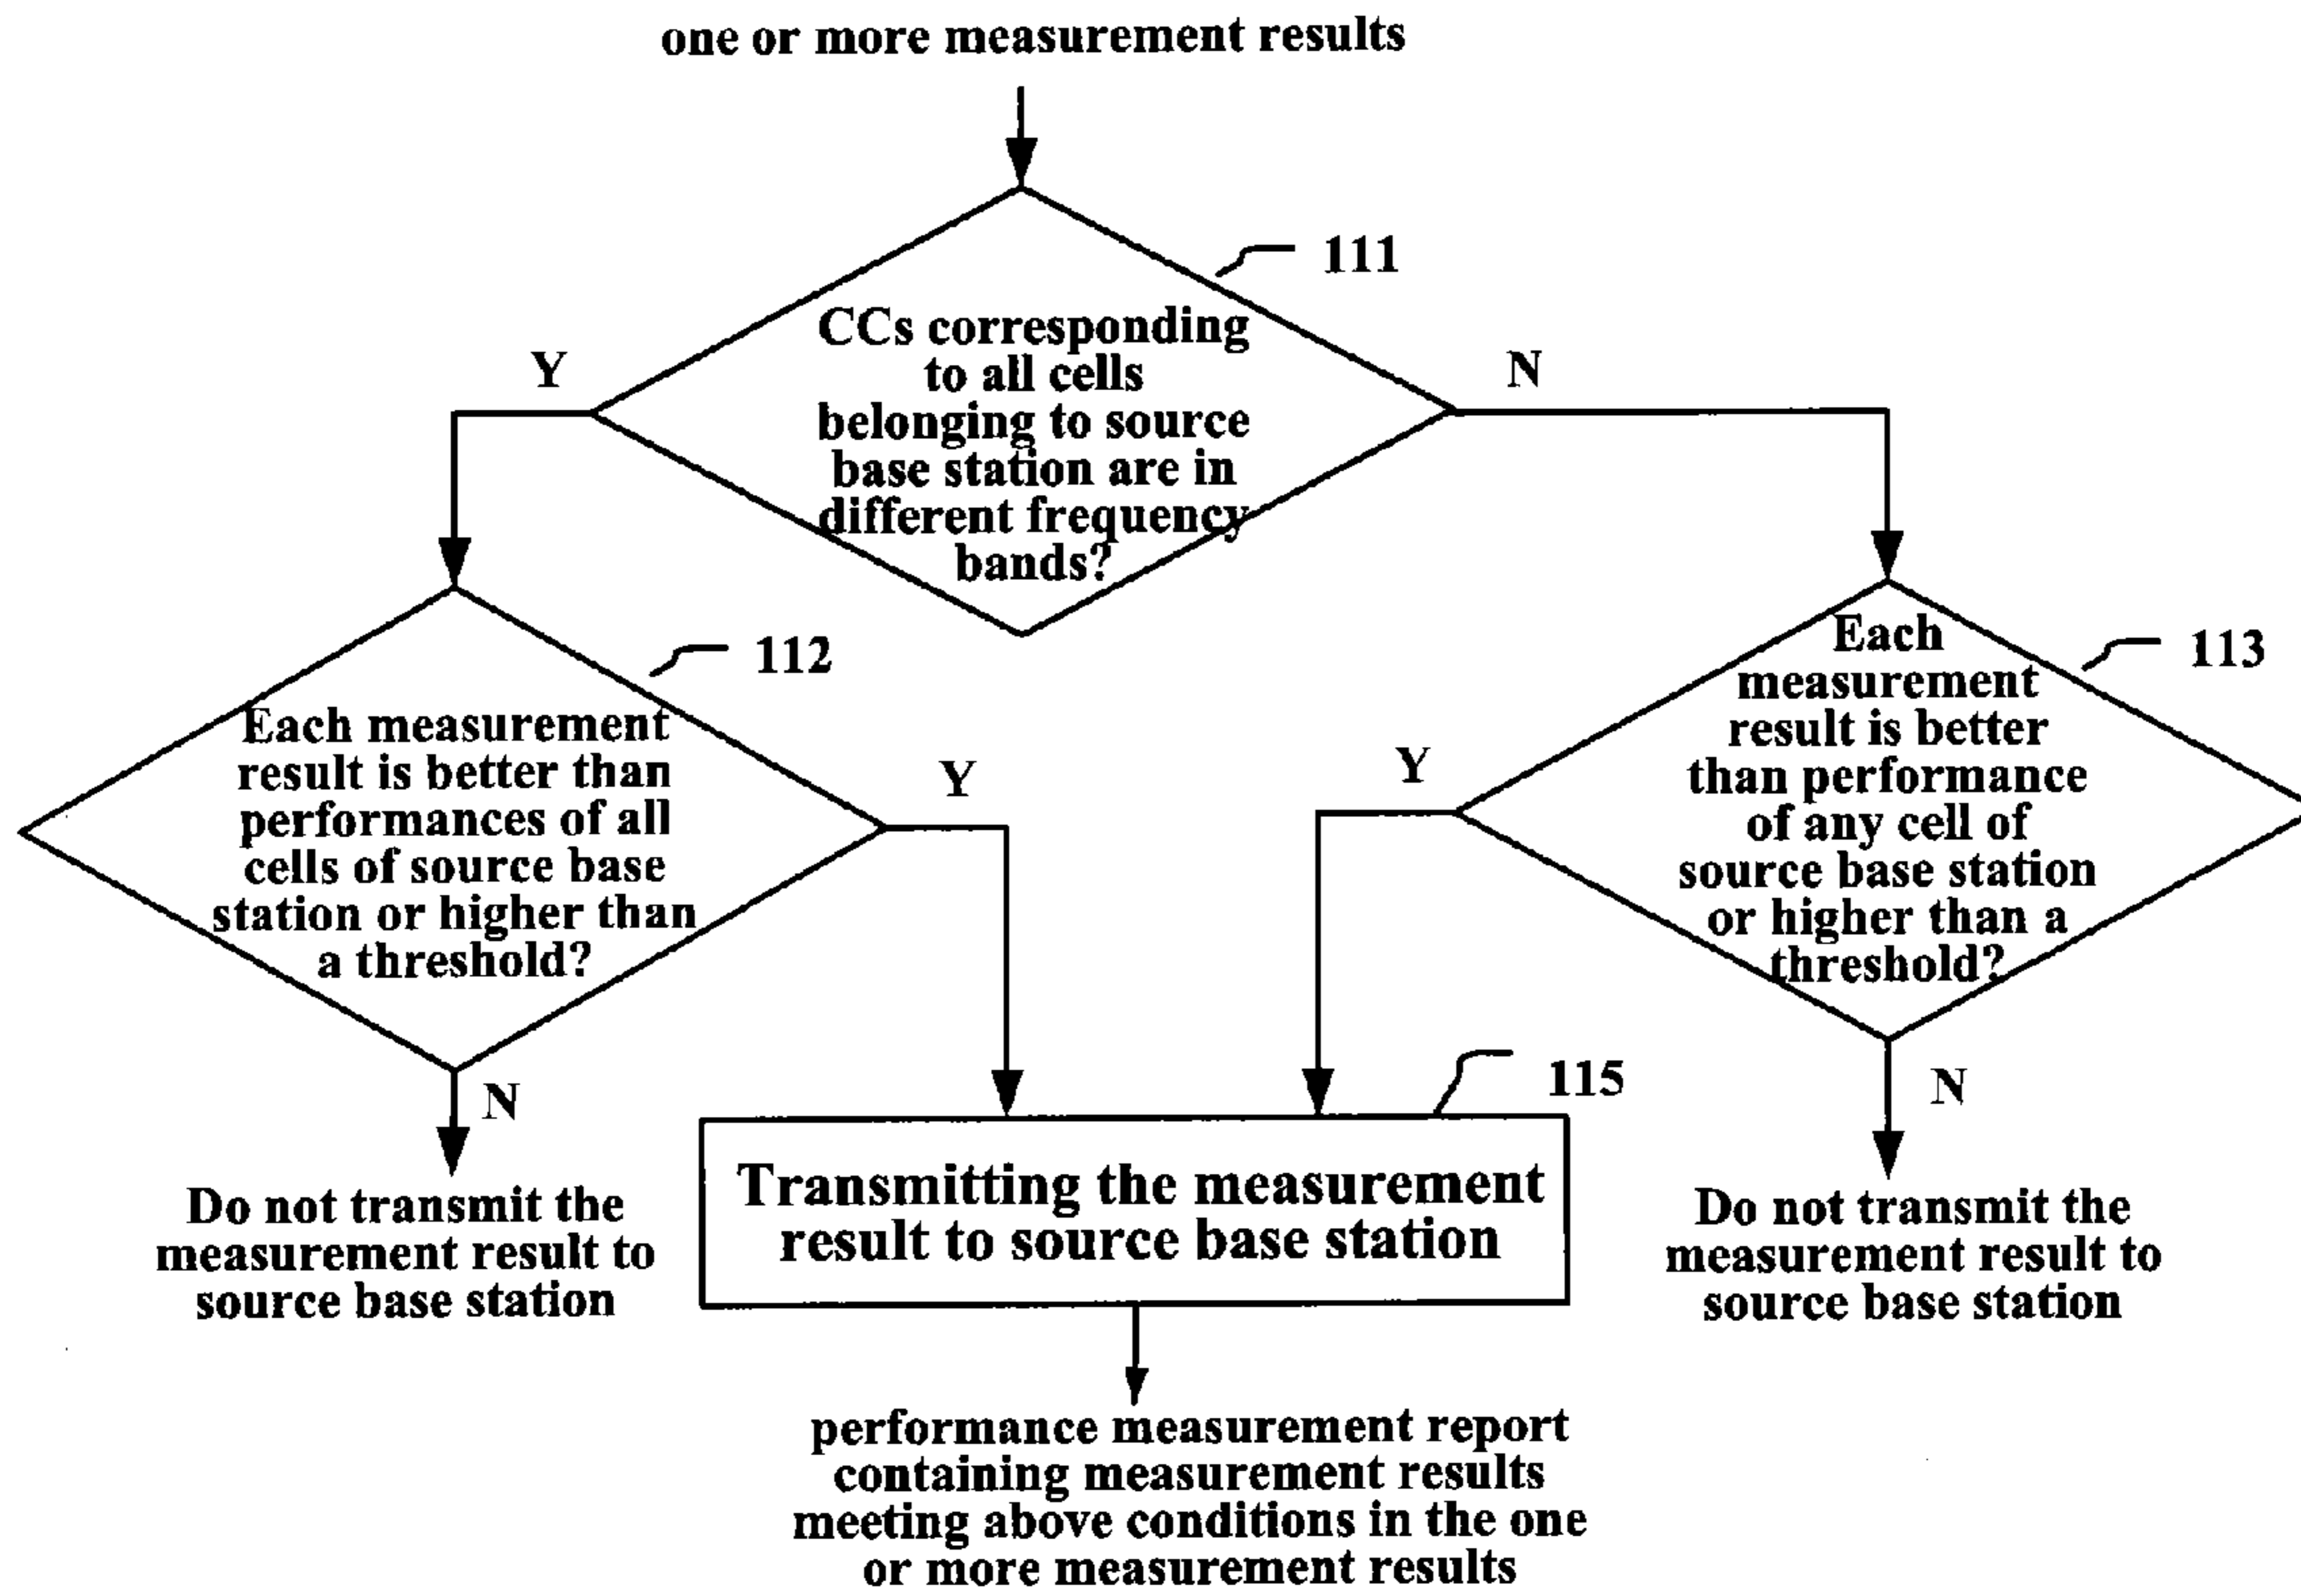 one or more measurement results
111
CCs corresponding
to all cells
belonging to source
base station are in
different frequency
bands?
Y
N
112
Each measurement
result is better than
performances of all
cells of source base
station or higher than
a threshold?
Y
N
113
Each
measurement
result is better
than performance
of any cell of
source base station
or higher than a
threshold?
Y
N
Do not transmit the
measurement result to
source base station
115
Transmitting the measurement
result to source base station
Do not transmit the
measurement result to
source base station
performance measurement report
containing measurement results
meeting above conditions in the one
or more measurement results